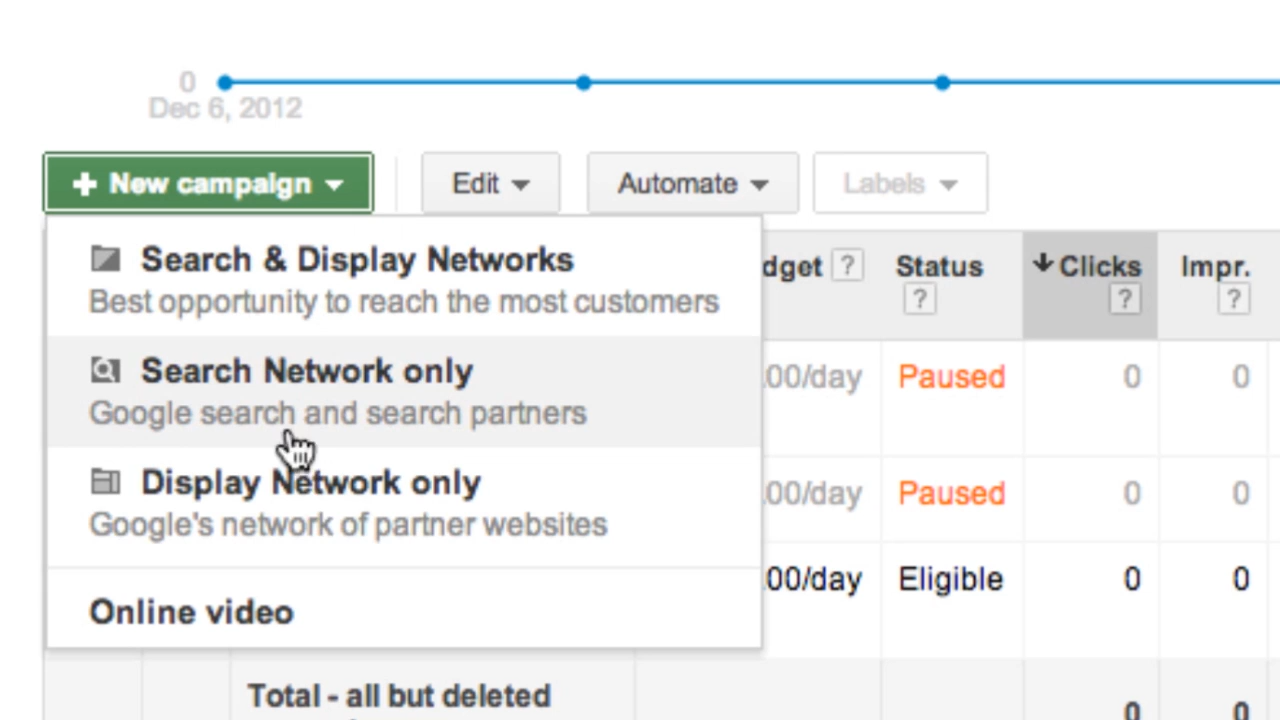 0
Dec 6, 2012
New campaign
Edit
Automate
Labels
Search & Display Networks
Best opportunity to reach the most customers
Search Network only
Google search and search partners
Display Network only
Google's network of partner websites
Online video
dget ? Status ? Clicks ? Impr. ?
.00/day Paused 0 0
.00/day Paused 0 0
.00/day Eligible 0 0
Total - all but deleted
0 0